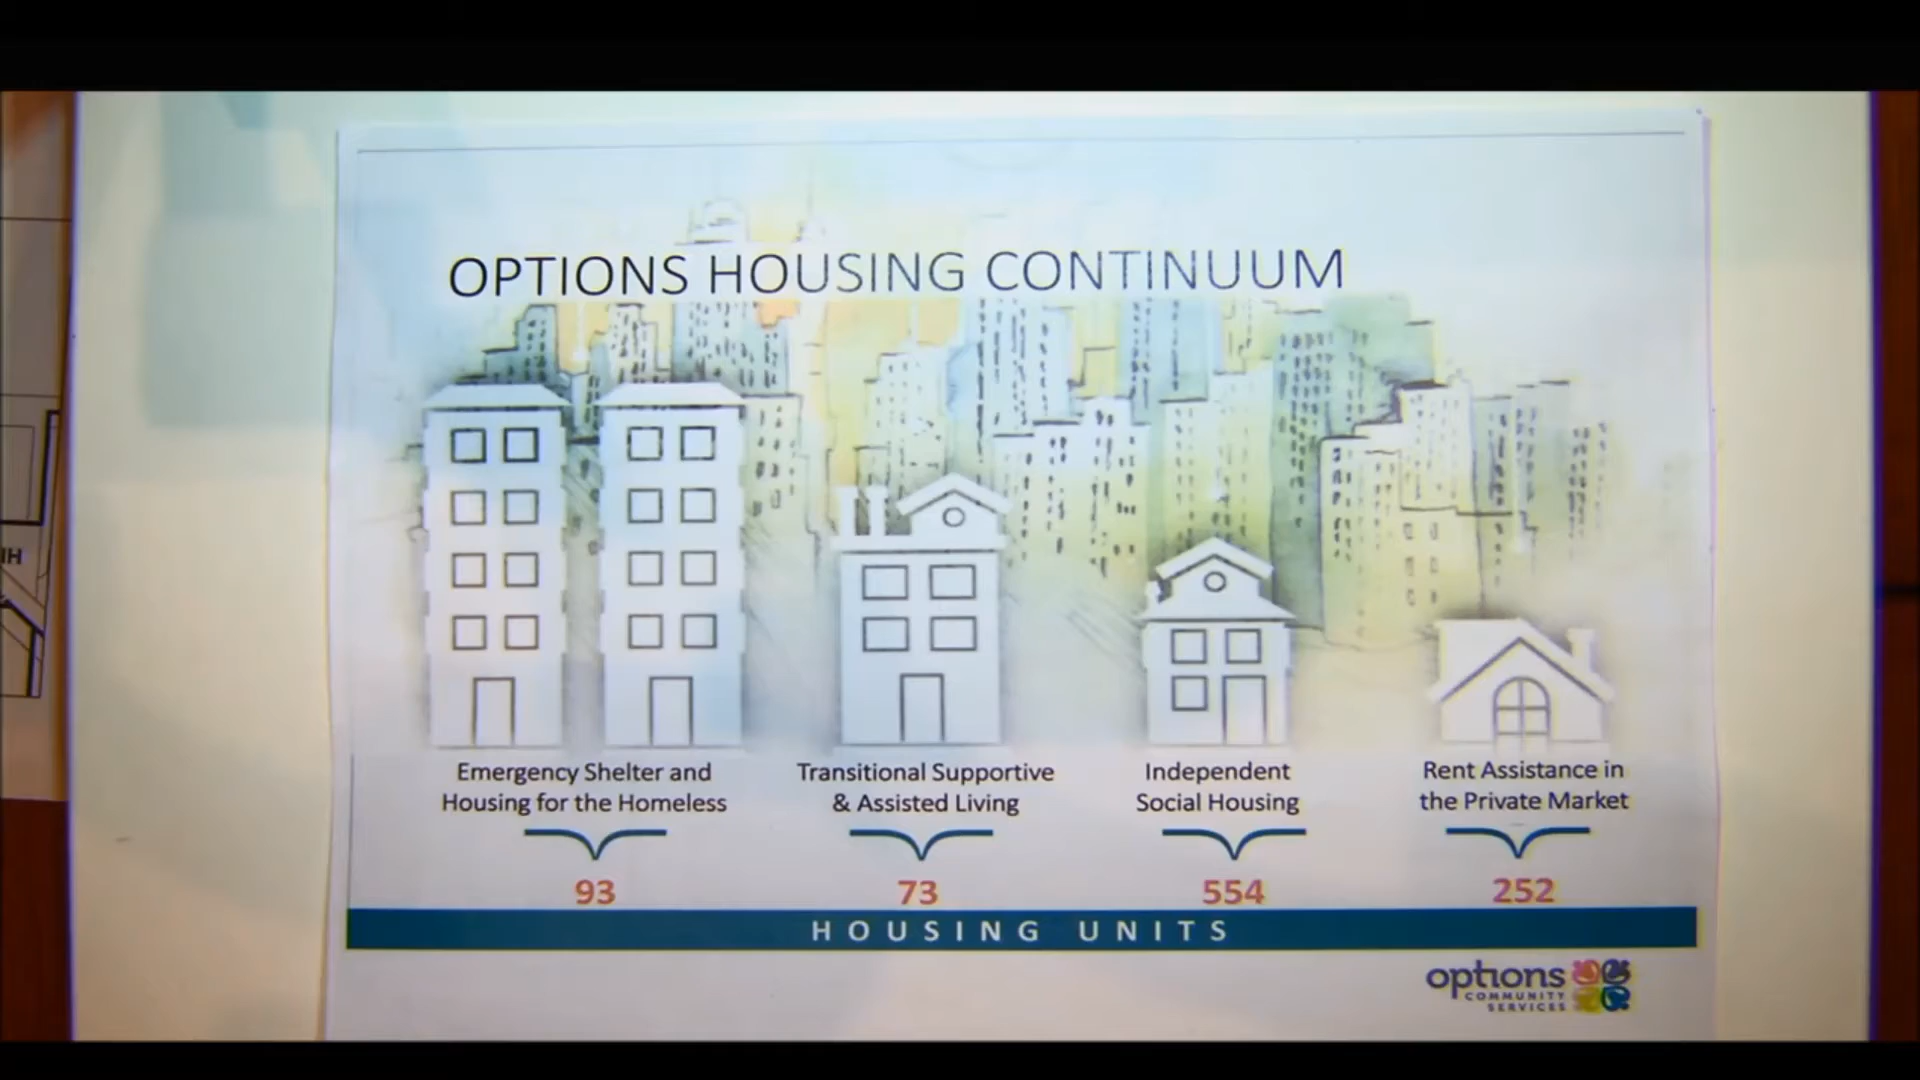 OPTIONS HOUSING CONTINUUM
Emergency Shelter and
Housing for the Homeless
Transitional Supportive
& Assisted Living
Independent
Social Housing
Rent Assistance in
the Private Market
93
73
554
252
HOUSING UNITS
options
COMMUNITY
SERVICES